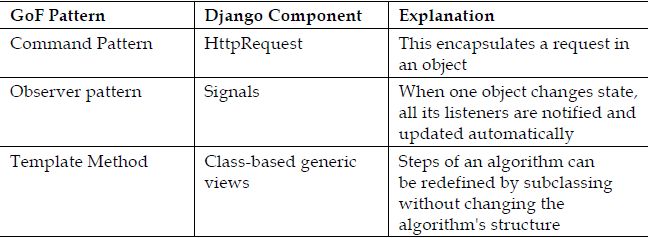 GoF Pattern Django Component Explanation
Command Pattern HttpRequest This encapsulates a request in
an object
Observer pattern Signals When one object changes state,
all its listeners are notified and
updated automatically
Template Method Class-based generic Steps of an algorithm can
views be redefined by subclassing
without changing the
algorithm's structure